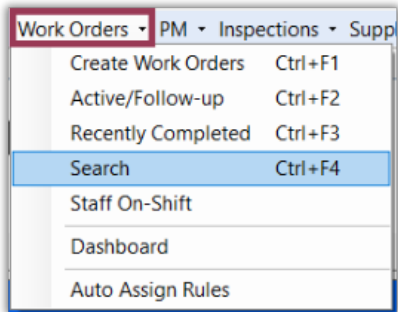 Work Orders PM Inspections Suppl
Create Work Orders Ctrl+F1
Active/Follow-up Ctrl+F2
Recently Completed Ctrl+F3
Search Ctrl+F4
Staff On-Shift
Dashboard
Auto Assign Rules